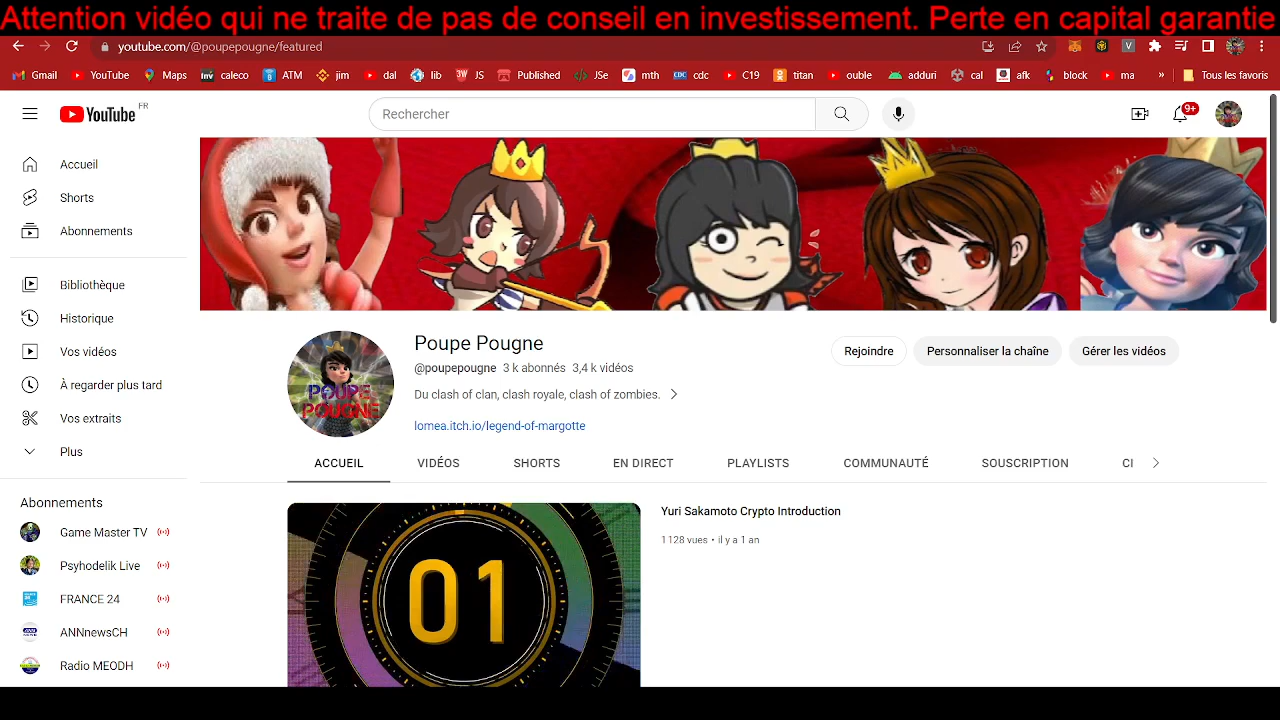 Attention vidéo qui ne traite de pas de conseil en investissement. Perte en capital garantie
youtube.com/@poupepougne/featured
Gmail YouTube Maps caleco ATM jim dal lib JS Published JSe mth cdc C19 titan ouble adduri cal afk block ma » Tous les favoris
YouTube FR
Rechercher
9+
Accueil
Shorts
Abonnements
Bibliothèque
Historique
Vos vidéos
À regarder plus tard
Vos extraits
Plus
Abonnements
Game Master TV
Psyhodelik Live
FRANCE 24
ANNnewsCH
Radio MEODH
POUPE
POUGNE
Poupe Pougne
@poupepougne 3 k abonnés 3,4 k vidéos
Du clash of clan, clash royale, clash of zombies.
lomea.itch.io/legend-of-margotte
Rejoindre
Personnaliser la chaîne
Gérer les vidéos
ACCUEIL VIDÉOS SHORTS EN DIRECT PLAYLISTS COMMUNAUTÉ SOUSCRIPTION CI
01
Yuri Sakamoto Crypto Introduction
1 128 vues • il y a 1 an